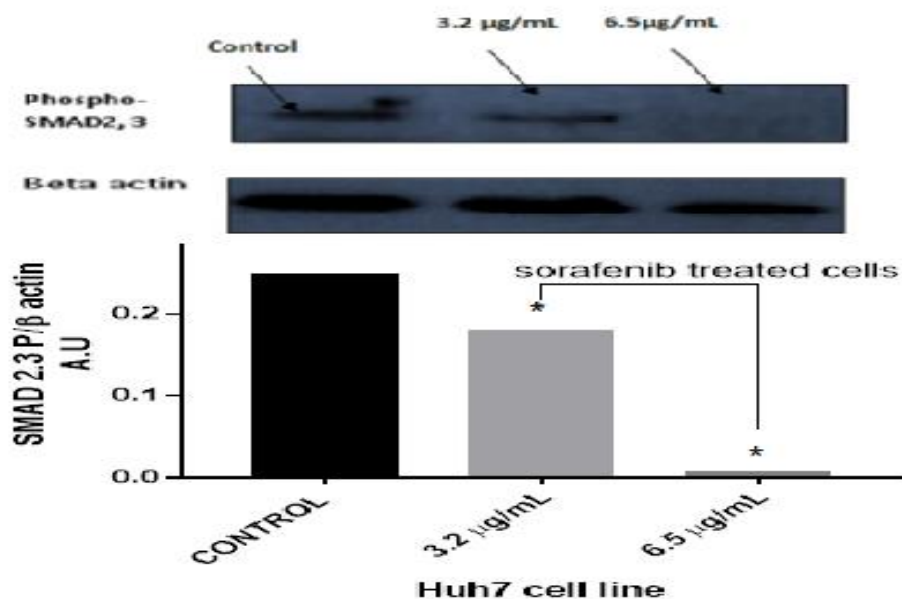 3.2 µg/mL 6.5µg/mL
Control
Phospho-
SMAD2, 3
Beta actin
sorafenib treated cells
*
*
SMAD 2.3 P/β actin
A.U
0.2
0.1
0.0
CONTROL
3.2 µg/mL
6.5 µg/mL
Huh7 cell line